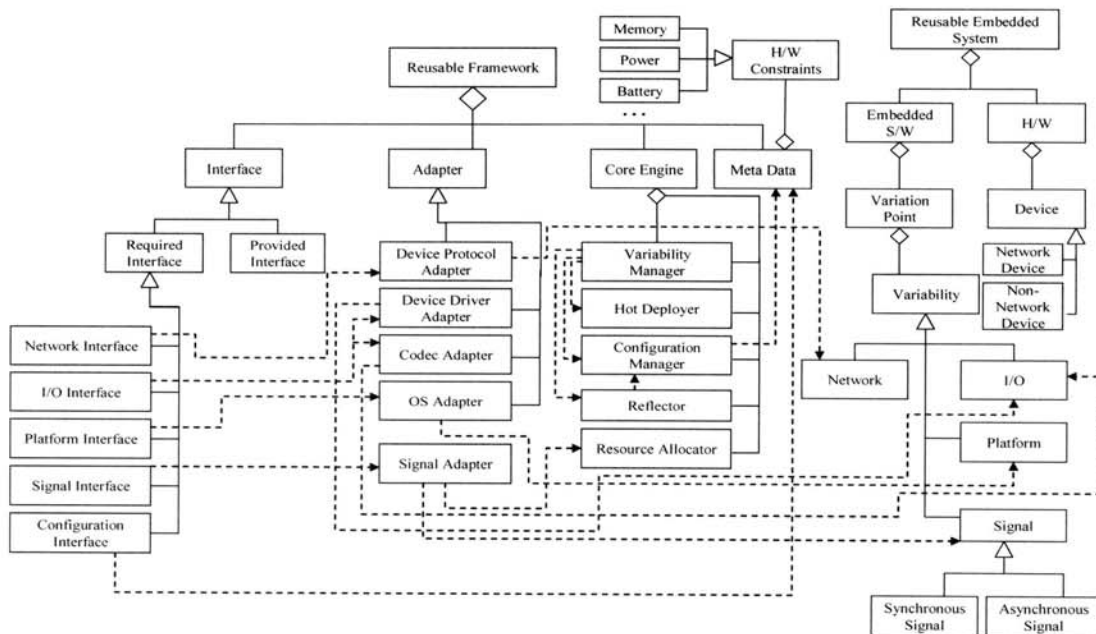 Memory
Power
Battery
...
H/W
Constraints
Reusable Embedded
System
Reusable Framework
Embedded
S/W
H/W
Interface
Adapter
Core Engine
Meta Data
Variation
Point
Device
Required
Interface
Provided
Interface
Device Protocol
Adapter
Variability
Manager
Network
Device
Non-
Network
Device
Device Driver
Adapter
Hot Deployer
Variability
Network Interface
Codec Adapter
Configuration
Manager
I/O Interface
Network
I/O
OS Adapter
Reflector
Platform Interface
Platform
Signal Adapter
Resource Allocator
Signal Interface
Configuration
Interface
Signal
Synchronous
Signal
Asynchronous
Signal